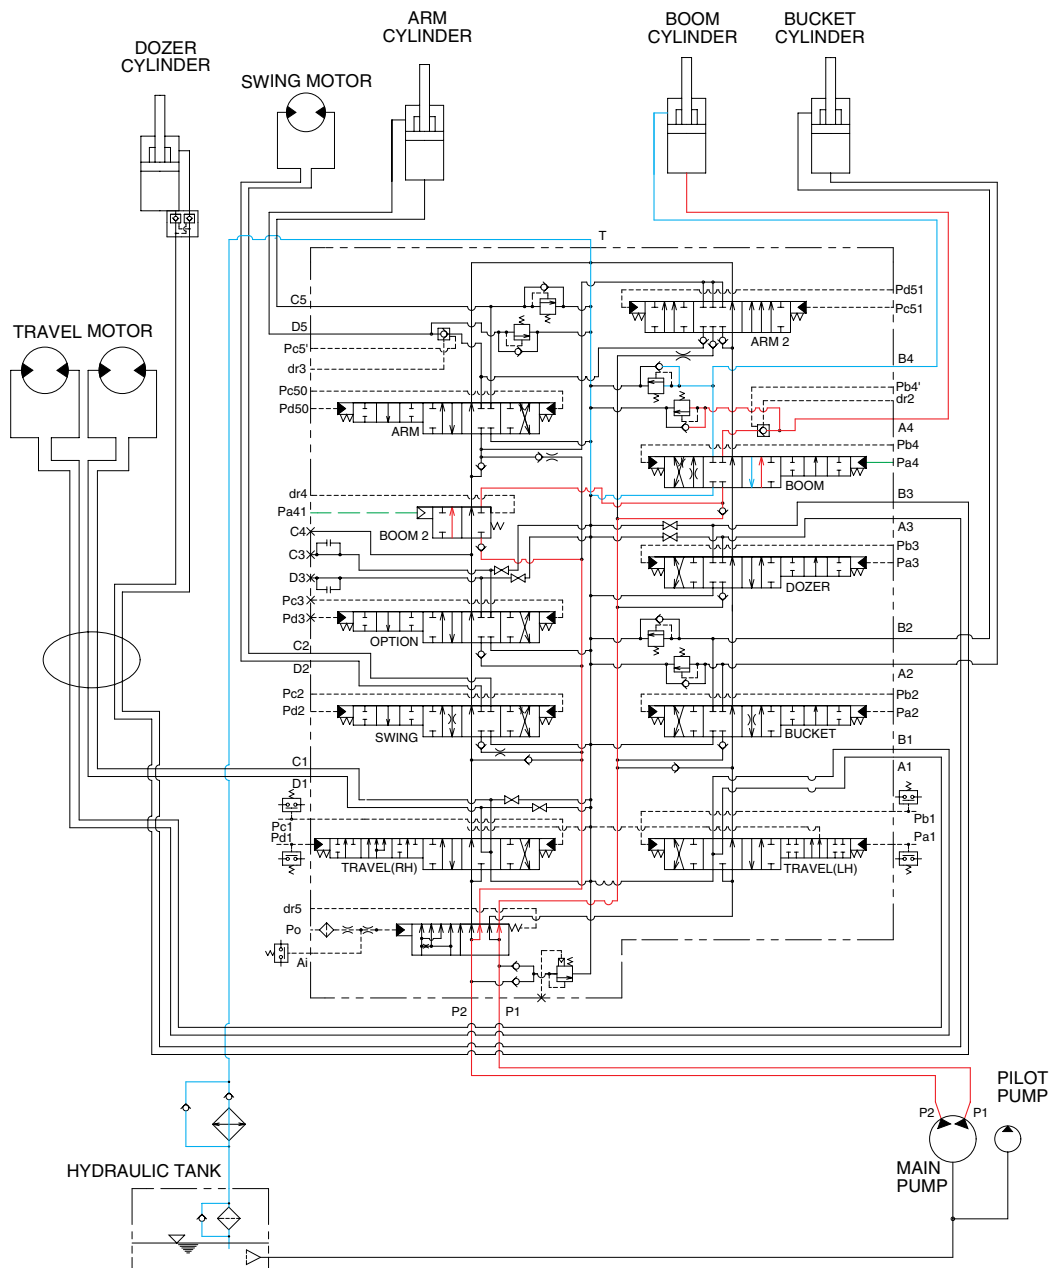 ARM
CYLINDER
BOOM
CYLINDER
BUCKET
CYLINDER
DOZER
CYLINDER
SWING MOTOR
TRAVEL MOTOR
T
C5
D5
Pc5'
dr3
Pc50
Pd50
ARM
dr4
Pa41
C4
BOOM 2
C3
D3
Pc3
Pd3
OPTION
C2
D2
Pc2
Pd2
SWING
C1
D1
Pc1
Pd1
TRAVEL(RH)
dr5
Po
Ai
Pd51
Pc51
ARM 2
B4
Pb4'
dr2
A4
Pb4
Pa4
BOOM
B3
A3
Pb3
Pa3
DOZER
B2
A2
Pb2
Pa2
BUCKET
B1
A1
Pb1
Pa1
TRAVEL(LH)
P2
P1
PILOT
PUMP
P2
P1
MAIN
PUMP
HYDRAULIC TANK